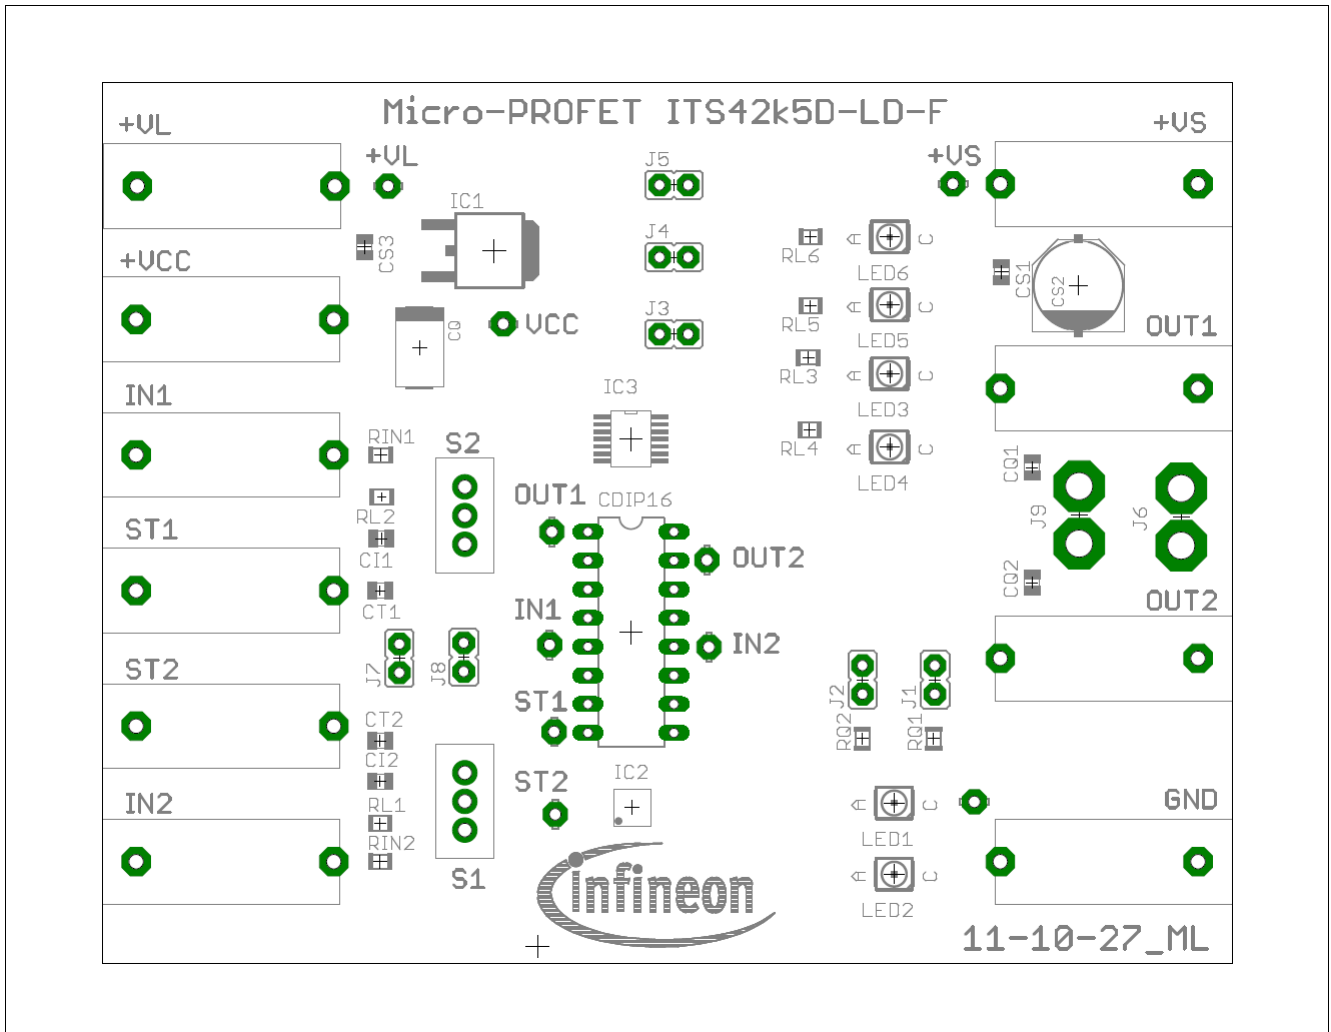 Micro-PROFET ITS42k5D-LD-F
+VL
+VS
+VL
J5
+VS
IC1
J4
CS3
RL6
A
C
LED6
+VCC
CS1
CS2
J3
VCC
CQ
RL5
A
C
LED5
OUT1
RL3
A
C
LED3
IN1
IC3
RIN1
S2
RL4
A
C
LED4
CQ1
OUT1
CDIP16
RL2
J9
J6
ST1
CI1
OUT2
CQ2
CT1
IN1
OUT2
IN2
ST2
J7
J8
ST1
J2
J1
CT2
RQ2
RQ1
CI2
ST2
IC2
IN2
RL1
A
C
GND
LED1
RIN2
S1
infineon
A
C
LED2
11-10-27_ML